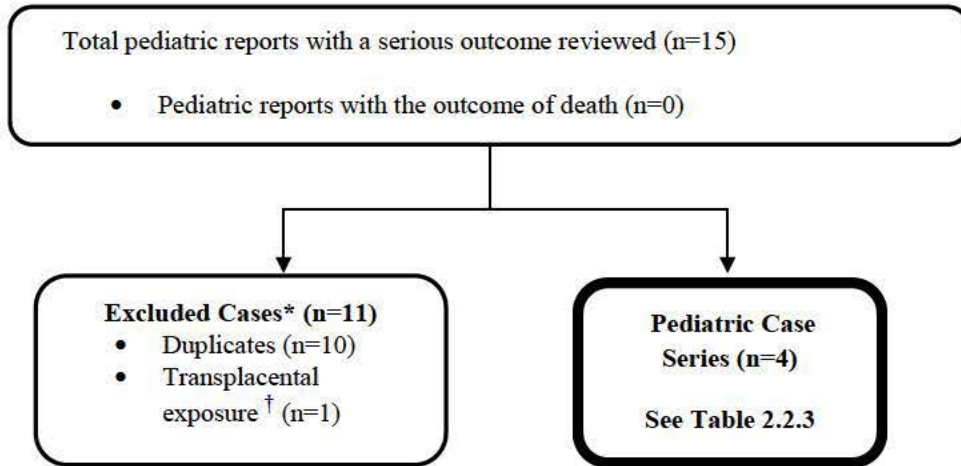 Total pediatric reports with a serious outcome reviewed (n=15)
• Pediatric reports with the outcome of death (n=0)
Excluded Cases* (n=11)
• Duplicates (n=10)
• Transplacental
exposure † (n=1)
Pediatric Case
Series (n=4)
See Table 2.2.3